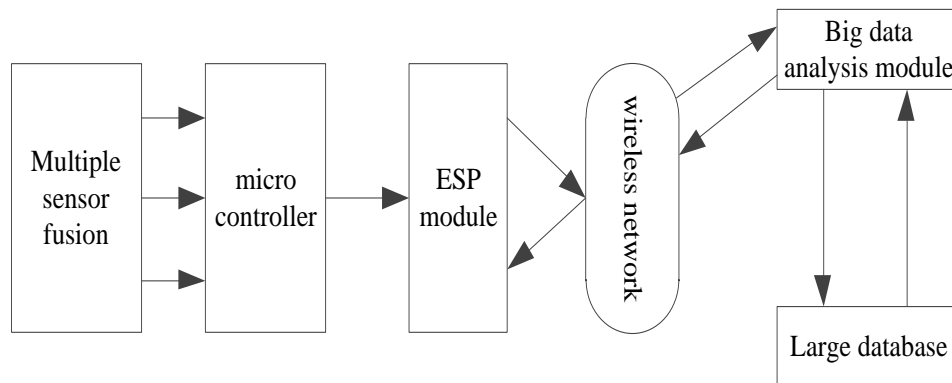 Multiple
sensor
fusion
micro
controller
ESP
module
wireless network
Big data
analysis module
Large database